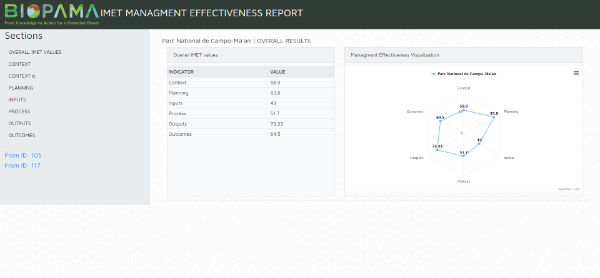 BIOPAMA
From Knowledge to Action for a Protected Planet
IMET MANAGMENT EFFECTIVENESS REPORT
Sections
OVERALL IMET VALUES
CONTEXT
CONTEXT 6
PLANNING
INPUTS
PROCESS
OUTPUTS
OUTCOMES
From ID : 103
From ID : 117
Parc National de Campo-Ma'an | OVERALL RESULTS
Overall IMET values
INDICATOR VALUE
Context 58.9
Planning 83.8
Inputs 43
Process 51.7
Outputs 73.33
Outcomes 64.5
Managment Effectiveness Visualization
Parc National de Campo-Ma'an
Context
Planning
Inputs
Process
Outputs
Outcomes
58.9
43
51.7
73.33
64.5